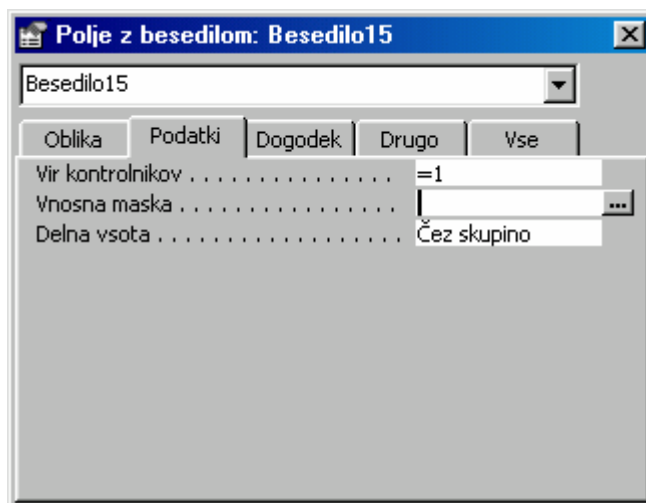 Polje z besedilom: Besedilo15
Besedilo15
Oblika Podatki Dogodek Drugo Vse
Vir kontrolnikov . . . . . . . . . . . . . . . =1
Vnosna maska . . . . . . . . . . . . . . . . ...
Delna vsota . . . . . . . . . . . . . . . . . . Čez skupino